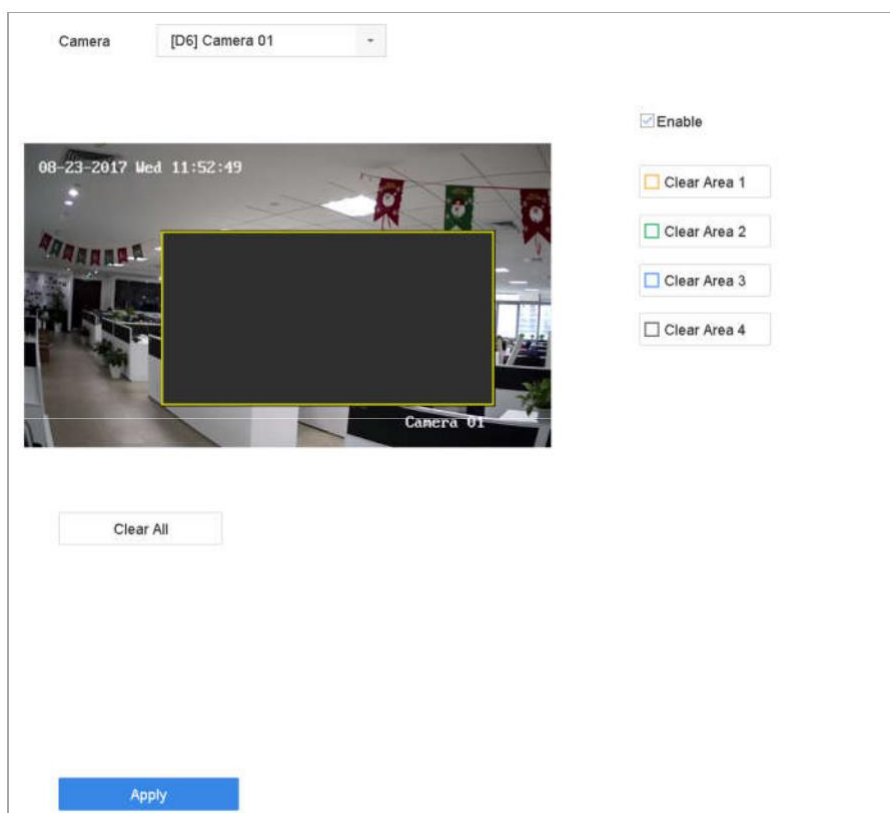 Camera
[D6] Camera 01
Enable
08-23-2017 Wed 11:52:49
Clear Area 1
Clear Area 2
Clear Area 3
Clear Area 4
Camera 01
Clear All
Apply